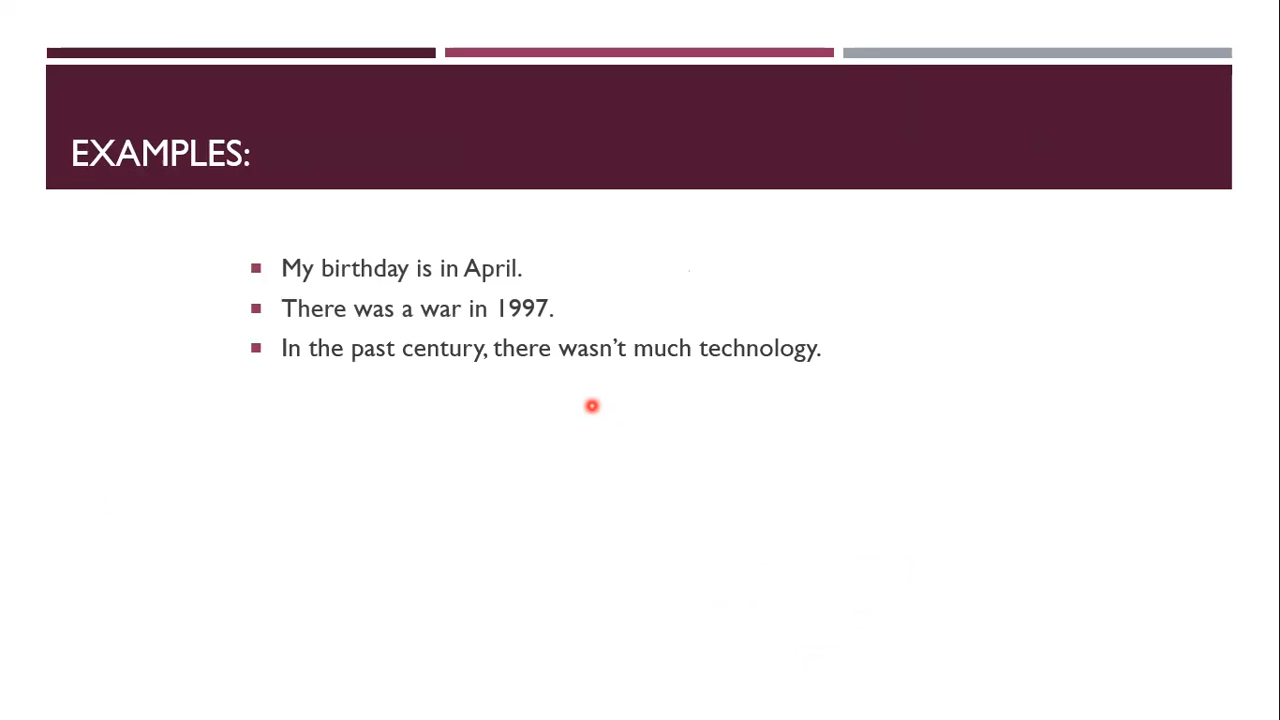 EXAMPLES:
My birthday is in April.
There was a war in 1997.
In the past century, there wasn't much technology.